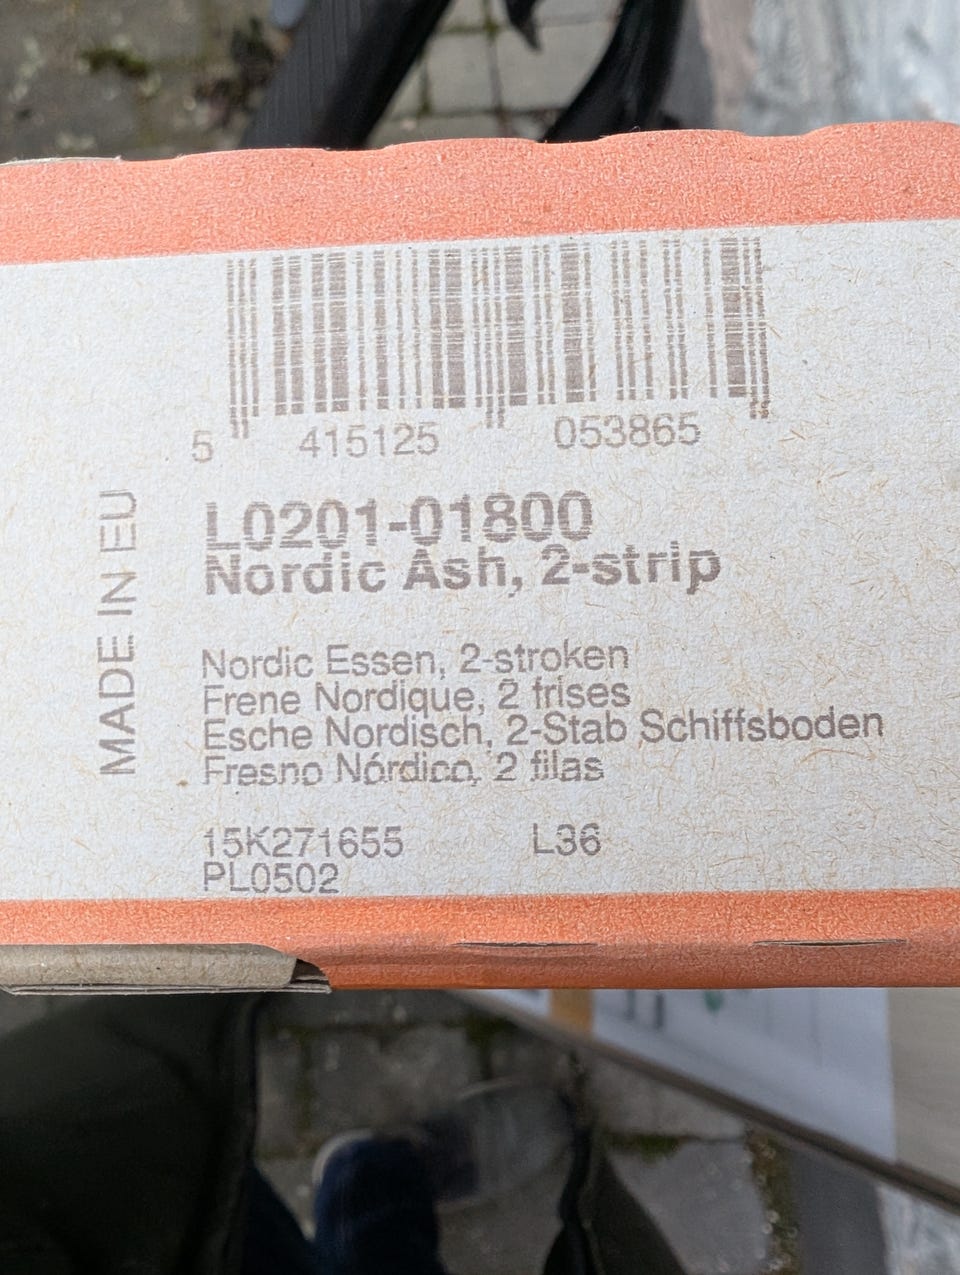 5 415125 053865
L0201-01800
Nordic Ash, 2-strip
MADE IN EU
Nordic Essen, 2-stroken
Frene Nordique, 2 frises
Esche Nordisch, 2-Stab Schiffsboden
Fresno Nórdico, 2 filas
15K271655 L36
PL0502